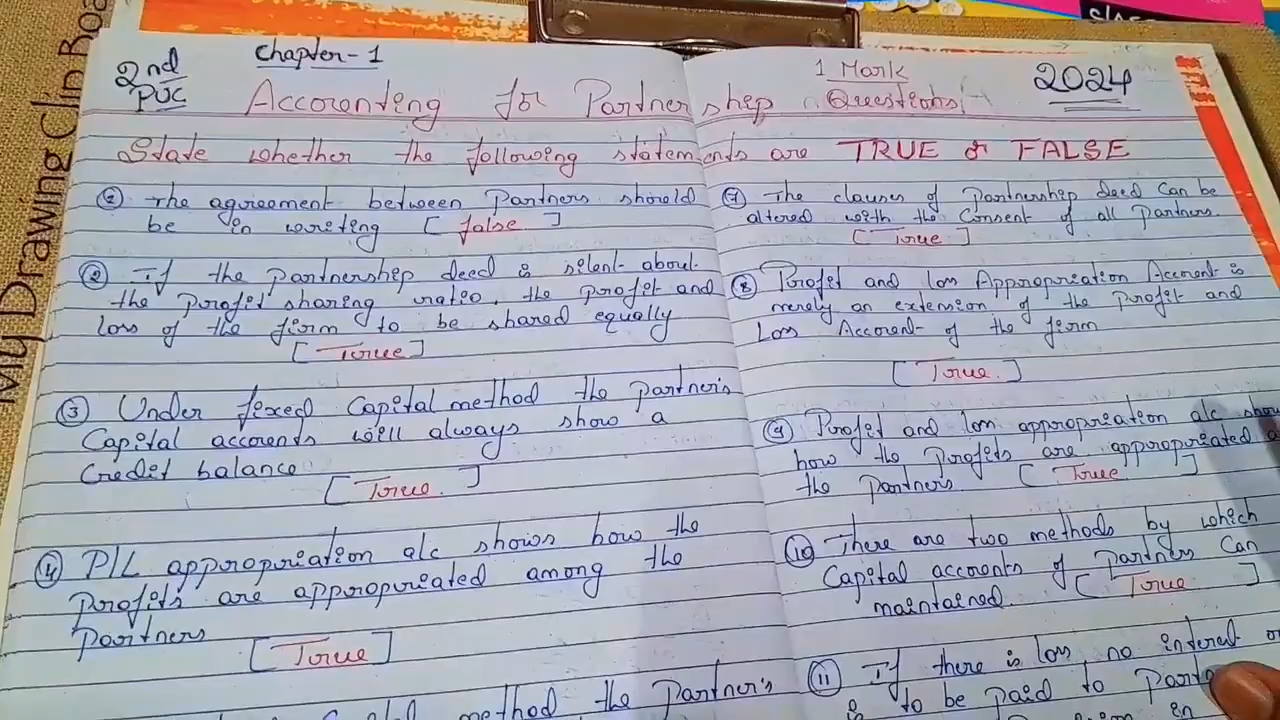 My Drawing Clip Boa
class
2nd PUC
Chapter-1
1 Mark Questions
2024
Accounting for Partnership
State whether the following statements are TRUE or FALSE
① The agreement between Partners should
be in writing [ false ]
② If the partnership deed is silent about
the profit sharing ratio, the profit and
loss of the firm to be shared equally
[ True ]
③ Under fixed Capital method the partner's
Capital accounts will always show a
Credit balance
[ True ]
④ P/L appropriation a/c shows how the
Profits are appropriated among the
Partners
[ True ]
method the Partner's
⑦ The clauses of Partnership deed Can be
altered with the Consent of all Partners.
[ True ]
⑧ Profit and loss Appropriation Account is
merely an extension of the Profit and
Loss Account of the firm
[ True ]
⑨ Profit and loss appropriation a/c show
how the Profits are appropriated a
the Partners [ True ]
⑩ There are two methods by which
Capital accounts of Partners Can
maintained. [ True ]
⑪ If there is loss no interest o
is to be paid to Partn
in